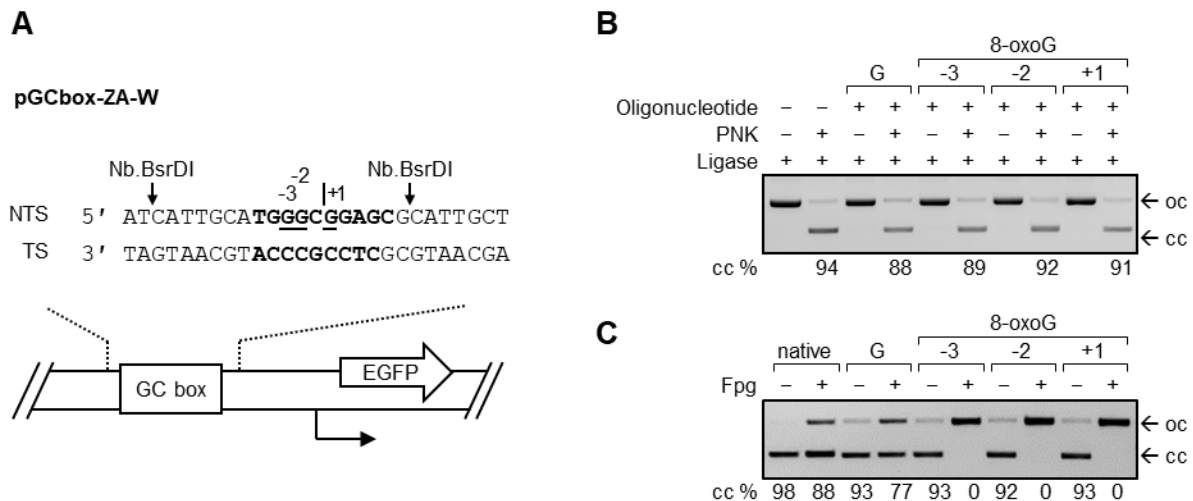 A
pGCbox-ZA-W
Nb.BsrDI
-2
-3
+1
Nb.BsrDI
NTS 5′ ATCATTGCATGGGCGGAGCGCATTGCT
TS 3′ TAGTAACGTACCCGCCTCGCGTAACGA
GC box
EGFP
B
8-oxoG
G -3 -2 +1
Oligonucleotide – – + + + + + + + +
PNK – + – + – + – + – +
Ligase + + + + + + + + + +
← oc
← cc
cc % 94 88 89 92 91
C
8-oxoG
native G -3 -2 +1
Fpg – + – + – + – + – +
← oc
← cc
cc % 98 88 93 77 93 0 92 0 93 0